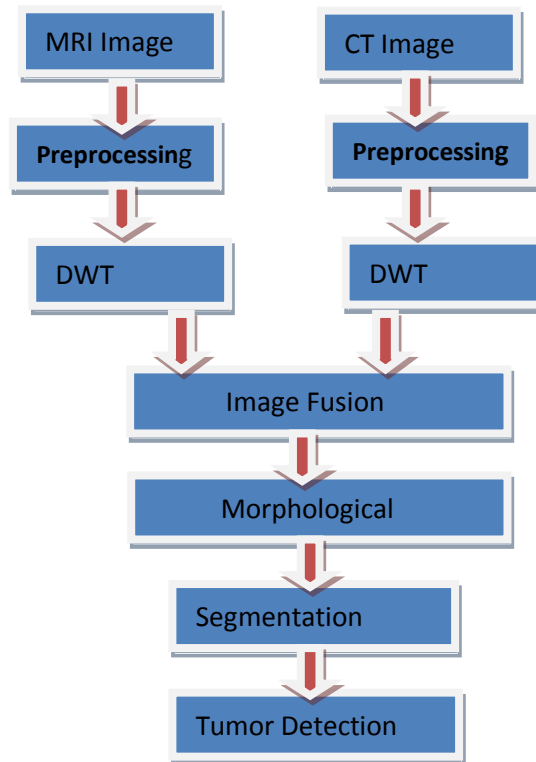 MRI Image
CT Image
Preprocessing
Preprocessing
DWT
DWT
Image Fusion
Morphological
Segmentation
Tumor Detection